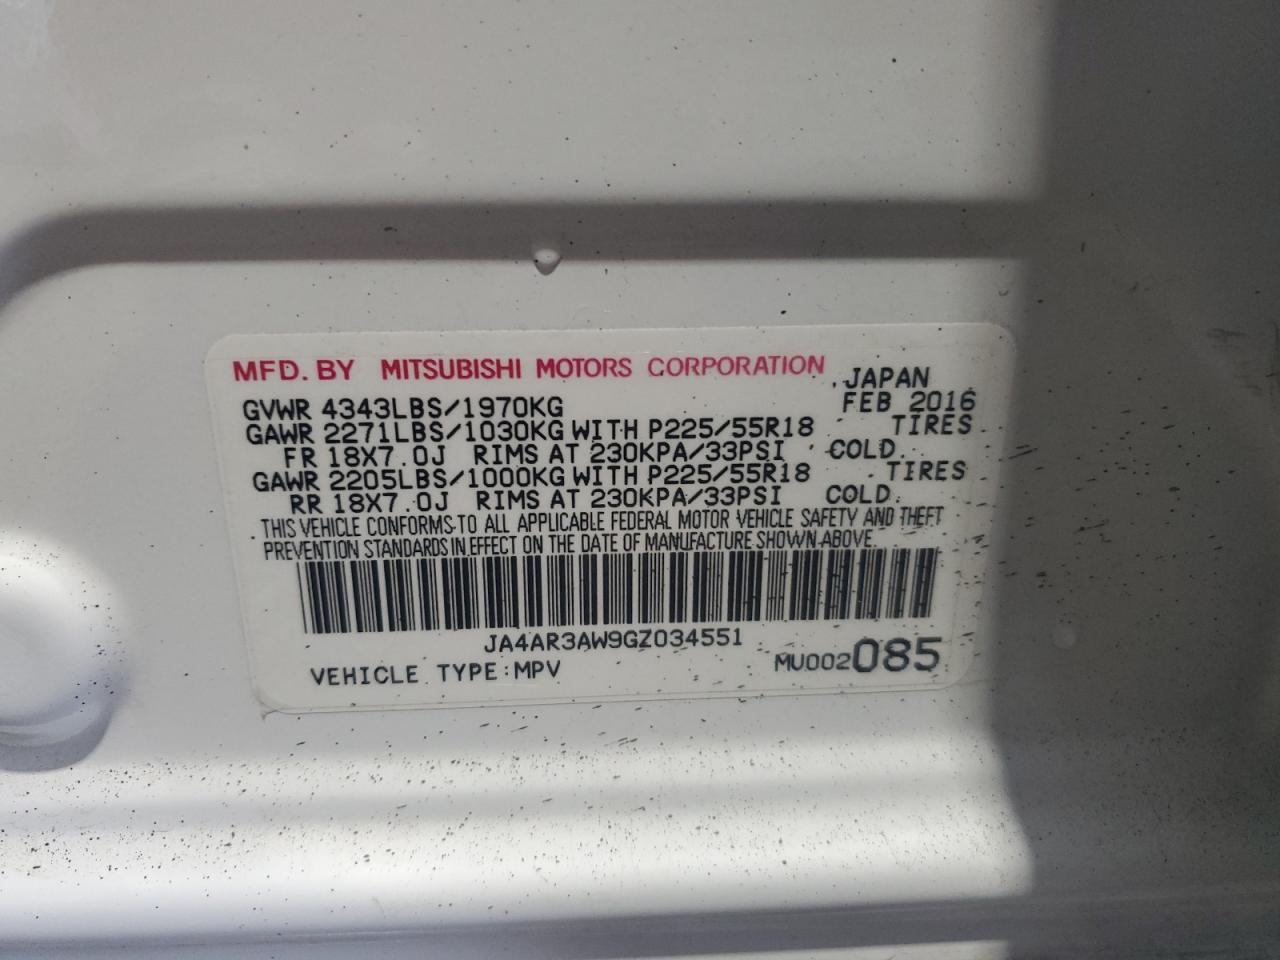 MFD. BY MITSUBISHI MOTORS CORPORATION JAPAN
GVWR 4343LBS/1970KG FEB 2016
GAWR 2271LBS/1030KG WITH P225/55R18 TIRES
FR 18X7.0J RIMS AT 230KPA/33PSI COLD.
GAWR 2205LBS/1000KG WITH P225/55R18 TIRES
RR 18X7.0J RIMS AT 230KPA/33PSI COLD.
THIS VEHICLE CONFORMS TO ALL APPLICABLE FEDERAL MOTOR VEHICLE SAFETY AND THEFT
PREVENTION STANDARDS IN EFFECT ON THE DATE OF MANUFACTURE SHOWN ABOVE.
JA4AR3AW9GZ034551
VEHICLE TYPE:MPV MU002085